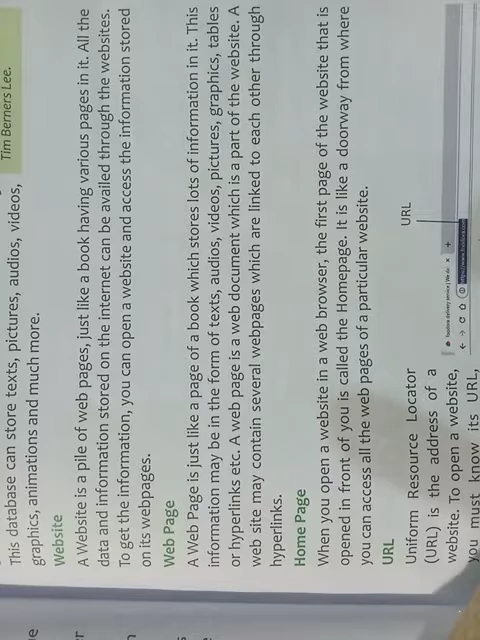 Tim Berners Lee.
This database can store texts, pictures, audios, videos,
graphics, animations and much more.
Website
A Website is a pile of web pages, just like a book having various pages in it. All the
data and information stored on the internet can be availed through the websites.
To get the information, you can open a website and access the information stored
on its webpages.
Web Page
A Web Page is just like a page of a book which stores lots of information in it. This
information may be in the form of texts, audios, videos, pictures, graphics, tables
or hyperlinks etc. A web page is a web document which is a part of the website. A
web site may contain several webpages which are linked to each other through
hyperlinks.
Home Page
When you open a website in a web browser, the first page of the website that is
opened in front of you is called the Homepage. It is like a doorway from where
you can access all the web pages of a particular website.
URL
Uniform Resource Locator
(URL) is the address of a
website. To open a website,
you must know its URL,
URL